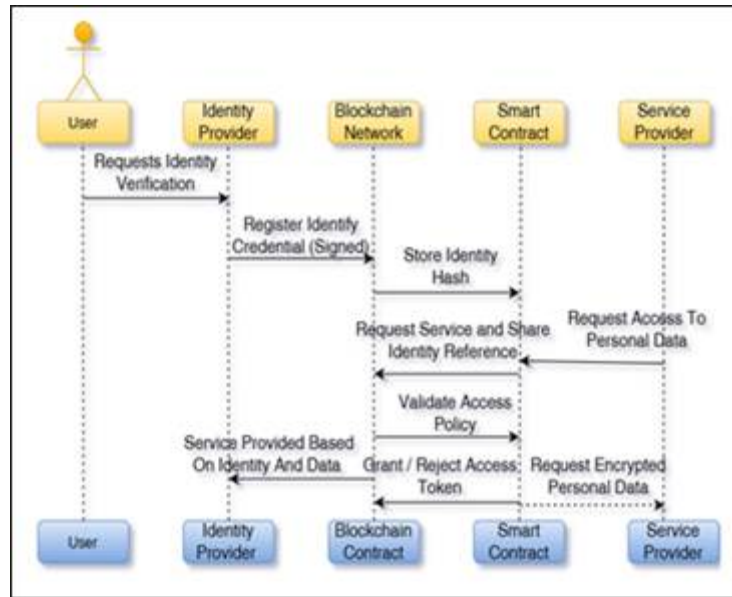 User
Identity
Provider
Blockchain
Network
Smart
Contract
Service
Provider
Requests Identity
Verification
Register Identify
Credential (Signed)
Store Identity
Hash
Request Access To
Personal Data
Request Service and Share
Identity Reference
Validate Access
Policy
Service Provided Based
On Identity And Data
Grant / Reject Access
Token
Request Encrypted
Personal Data
User
Identity
Provider
Blockchain
Contract
Smart
Contract
Service
Provider